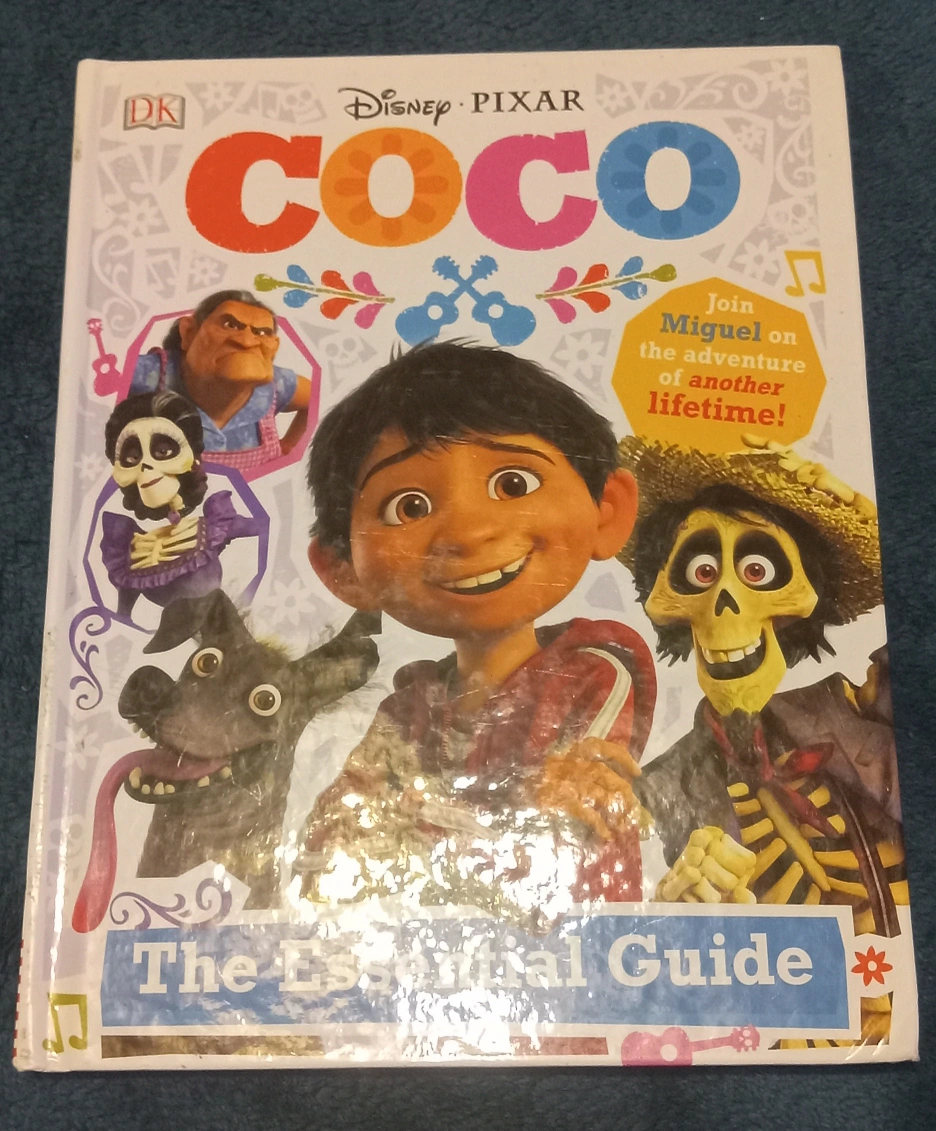 DK
Disney · PIXAR
COCO
Join
Miguel on
the adventure
of another
lifetime!
The Essential Guide